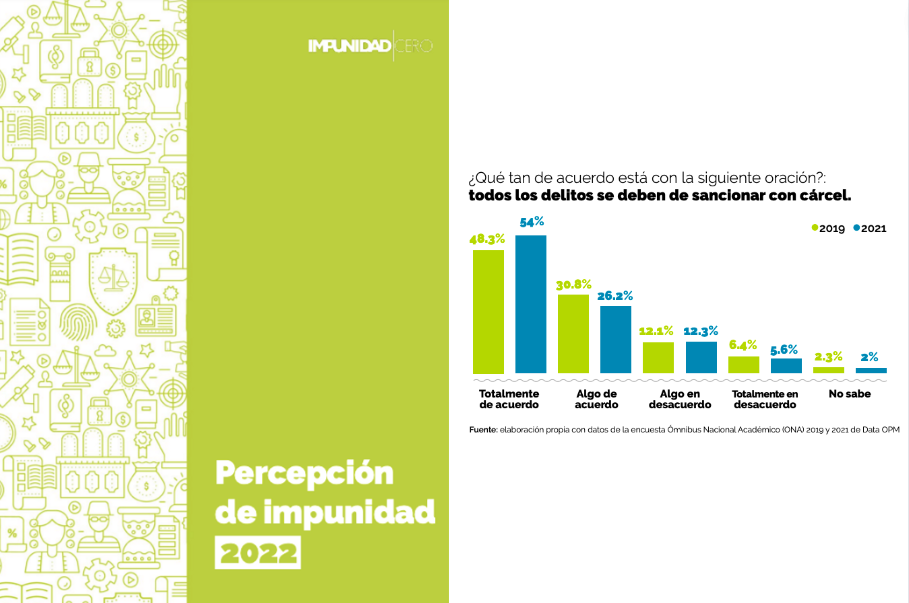 IMPUNIDAD CERO
Percepción
de impunidad
2022
¿Qué tan de acuerdo está con la siguiente oración?:
todos los delitos se deben de sancionar con cárcel.
2019 2021
48.3% 54%
30.8% 26.2%
12.1% 12.3%
6.4% 5.6%
2.3% 2%
Totalmente
de acuerdo
Algo de
acuerdo
Algo en
desacuerdo
Totalmente en
desacuerdo
No sabe
Fuente: elaboración propia con datos de la encuesta Ómnibus Nacional Académico (ONA) 2019 y 2021 de Data OPM